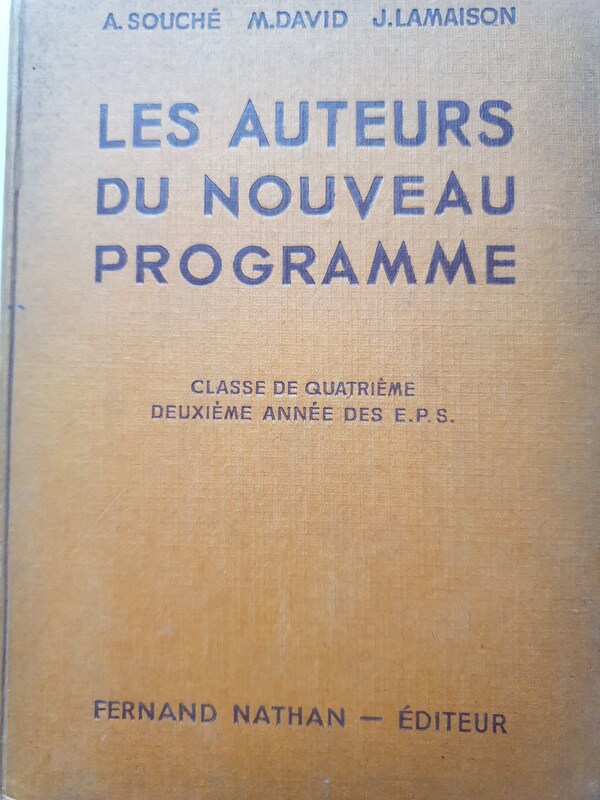 A. SOUCHÉ M. DAVID J. LAMAISON
LES AUTEURS
DU NOUVEAU
PROGRAMME
CLASSE DE QUATRIÈME
DEUXIÈME ANNÉE DES E.P.S.
FERNAND NATHAN — ÉDITEUR